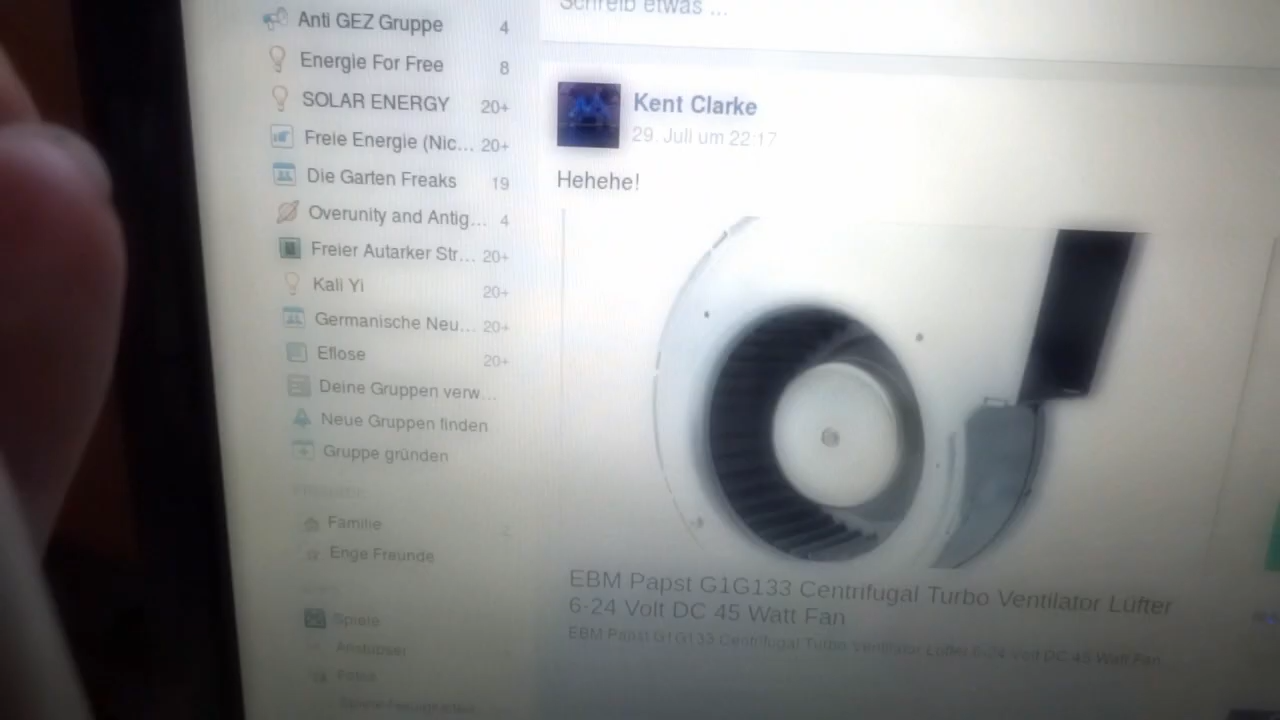 Anti GEZ Gruppe 4
Energie For Free 8
SOLAR ENERGY 20+
Freie Energie (Nic... 20+
Die Garten Freaks 19
Overunity and Antig... 4
Freier Autarker Str... 20+
Kali Yi 20+
Germanische Neu... 20+
Eflose 20+
Deine Gruppen verw...
Neue Gruppen finden
Gruppe gründen
Familie 2
Enge Freunde
Spiele
Anstupser
Fotos
Schreib etwas ...
Kent Clarke
29. Juli um 22:17
Hehehe!
EBM Papst G1G133 Centrifugal Turbo Ventilator Lüfter
6-24 Volt DC 45 Watt Fan
EBM Papst G1G133 Centrifugal Turbo Ventilator Lüfter 6-24 Volt DC 45 Watt Fan